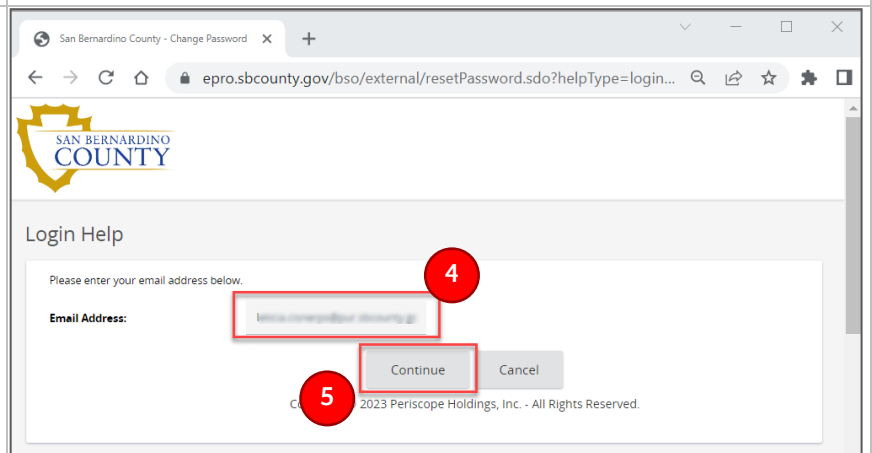 San Bernardino County - Change Password
epro.sbcounty.gov/bso/external/resetPassword.sdo?helpType=login...
SAN BERNARDINO
COUNTY
Login Help
Please enter your email address below.
4
Email Address:
Continue Cancel
5
2023 Periscope Holdings, Inc. - All Rights Reserved.